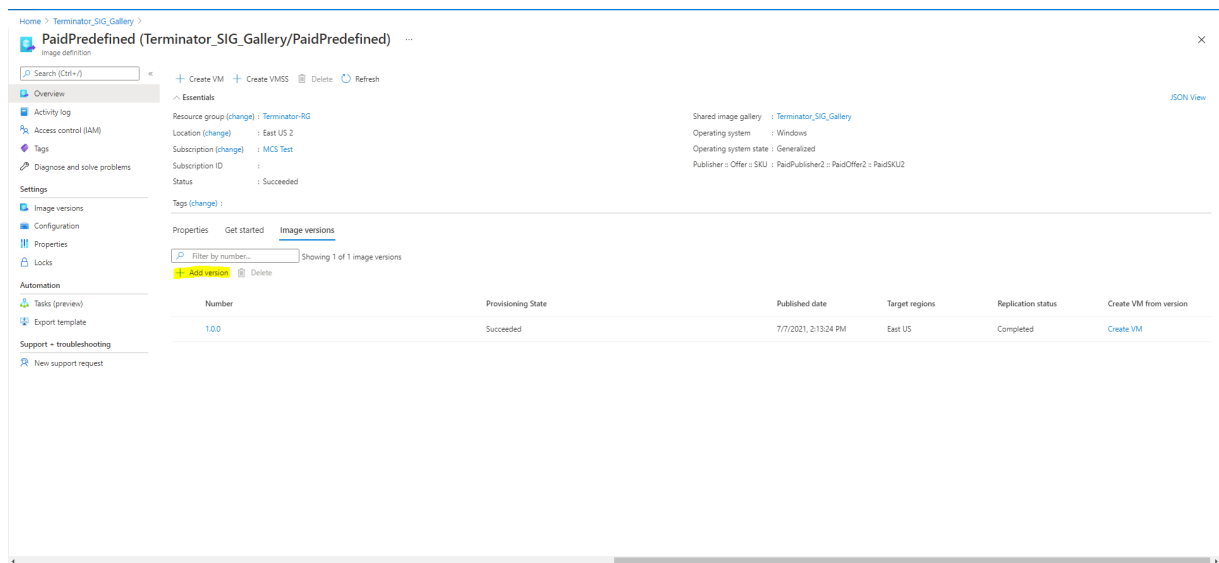 Home > Terminator_SIG_Gallery >
PaidPredefined (Terminator_SIG_Gallery/PaidPredefined) ...
Image definition
Search (Ctrl+/) «
Overview
Activity log
Access control (IAM)
Tags
Diagnose and solve problems
Settings
Image versions
Configuration
Properties
Locks
Automation
Tasks (preview)
Export template
Support + troubleshooting
New support request
+ Create VM + Create VMSS Delete Refresh
Essentials JSON View
Resource group (change) : Terminator-RG
Location (change) : East US 2
Subscription (change) : MCS Test
Subscription ID :
Status : Succeeded
Shared image gallery : Terminator_SIG_Gallery
Operating system : Windows
Operating system state : Generalized
Publisher :: Offer :: SKU : PaidPublisher2 :: PaidOffer2 :: PaidSKU2
Tags (change) :
Properties Get started Image versions
Filter by number... Showing 1 of 1 image versions
+ Add version Delete
Number Provisioning State Published date Target regions Replication status Create VM from version
1.0.0 Succeeded 7/7/2021, 2:13:24 PM East US Completed Create VM